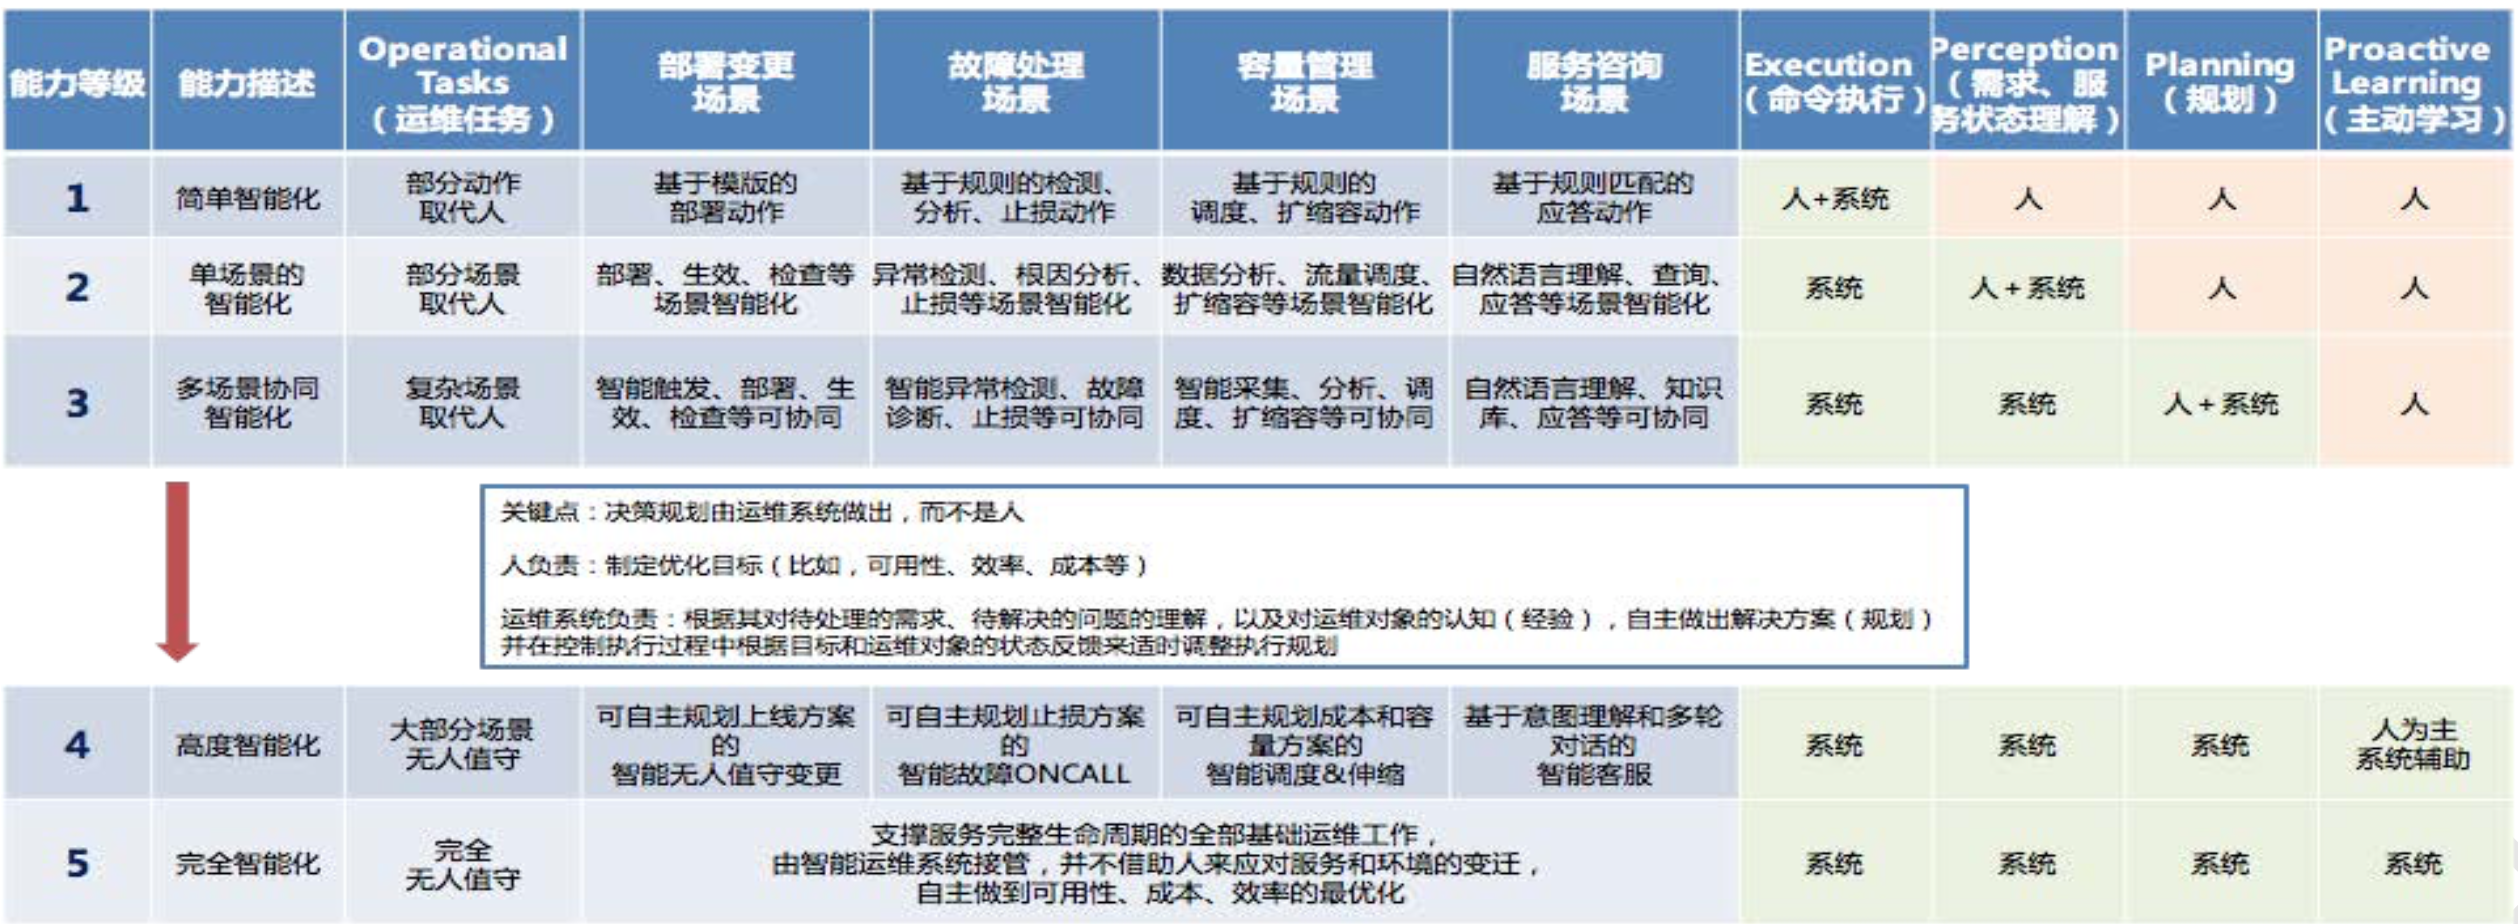 能力等级
能力描述
Operational
Tasks
（运维任务）
部署变更
场景
故障处理
场景
容量管理
场景
服务咨询
场景
Execution
（命令执行）
Perception
（需求、服
务状态理解）
Planning
（规划）
Proactive
Learning
（主动学习）
1
简单智能化
部分动作
取代人
基于模版的
部署动作
基于规则的检测、
分析、止损动作
基于规则的
调度、扩缩容动作
基于规则匹配的
应答动作
人+系统
人
人
人
2
单场景的
智能化
部分场景
取代人
部署、生效、检查等
场景智能化
异常检测、根因分析、
止损等场景智能化
数据分析、流量调度、
扩缩容等场景智能化
自然语言理解、查询、
应答等场景智能化
系统
人+系统
人
人
3
多场景协同
智能化
复杂场景
取代人
智能触发、部署、生
效、检查等可协同
智能异常检测、故障
诊断、止损等可协同
智能采集、分析、调
度、扩缩容等可协同
自然语言理解、知识
库、应答等可协同
系统
系统
人+系统
人
关键点：决策规划由运维系统做出，而不是人
人负责：制定优化目标（比如，可用性、效率、成本等）
运维系统负责：根据其对待处理的需求、待解决的问题的理解，以及对运维对象的认知（经验），自主做出解决方案（规划）
并在控制执行过程中根据目标和运维对象的状态反馈来适时调整执行规划
4
高度智能化
大部分场景
无人值守
可自主规划上线方案
的
智能无人值守变更
可自主规划止损方案
的
智能故障ONCALL
可自主规划成本和容
量方案的
智能调度&伸缩
基于意图理解和多轮
对话的
智能客服
系统
系统
系统
人为主
系统辅助
5
完全智能化
完全
无人值守
支撑服务完整生命周期的全部基础运维工作，
由智能运维系统接管，并不借助人来应对服务和环境的变迁，
自主做到可用性、成本、效率的最优化
系统
系统
系统
系统